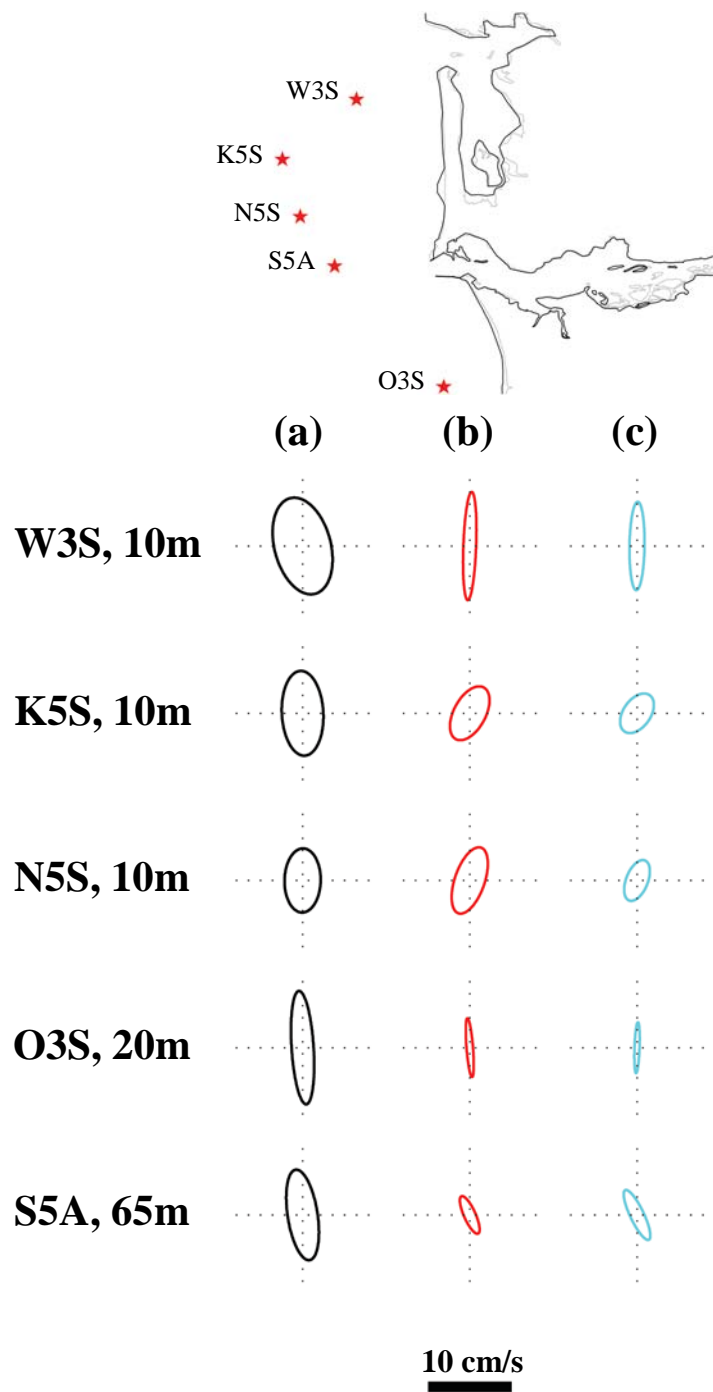 W3S
K5S
N5S
S5A
O3S
(a) (b) (c)
W3S, 10m
K5S, 10m
N5S, 10m
O3S, 20m
S5A, 65m
10 cm/s